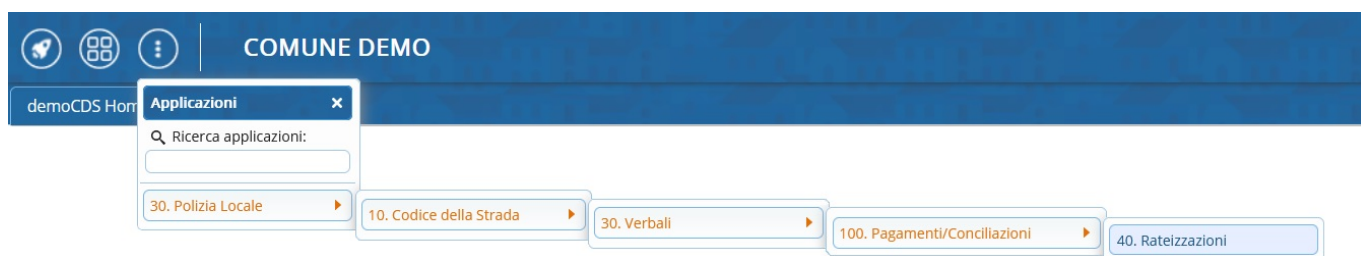 COMUNE DEMO
demoCDS Hom
Applicazioni
Ricerca applicazioni:
30. Polizia Locale
10. Codice della Strada
30. Verbali
100. Pagamenti/Conciliazioni
40. Rateizzazioni